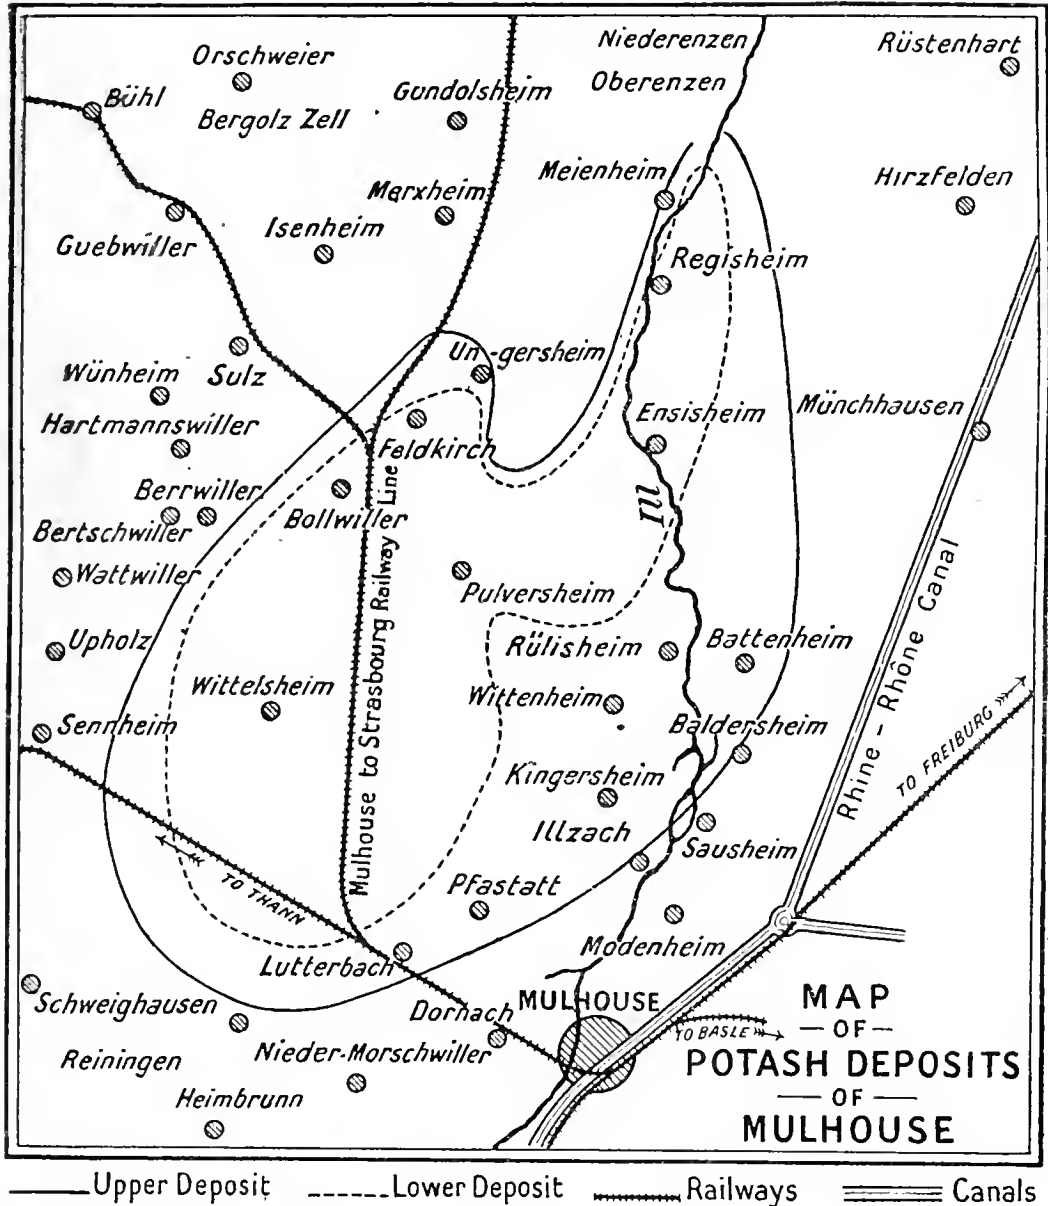 Orschweier
Niederenzen
Rüstenhart
Bühl
Gundolsheim
Oberenzen
Bergolz Zell
Merxheim
Meienheim
Hirzfelden
Guebwiller
Isenheim
Regisheim
Un-gersheim
Wünheim
Sulz
Münchhausen
Hartmannswiller
Feldkirch
Ensisheim
Berrwiller
Bollwiller
Ill
Bertschwiller
Wattwiller
Pulversheim
Upholz
Rülisheim
Battenheim
Wittelsheim
Wittenheim
Sennheim
Baldersheim
Mulhouse to Strasbourg Railway Line
Rhine-Rhône Canal
TO FREIBURG
Kingersheim
Illzach
Sausheim
TO THANN
Pfastatt
Modenheim
Lutterbach
Schweighausen
Dornach
MULHOUSE
Reiningen
Nieder-Morschwiller
TO BASLE
Heimbrunn
MAP
—OF—
POTASH DEPOSITS
—OF—
MULHOUSE
Upper Deposit Lower Deposit Railways Canals